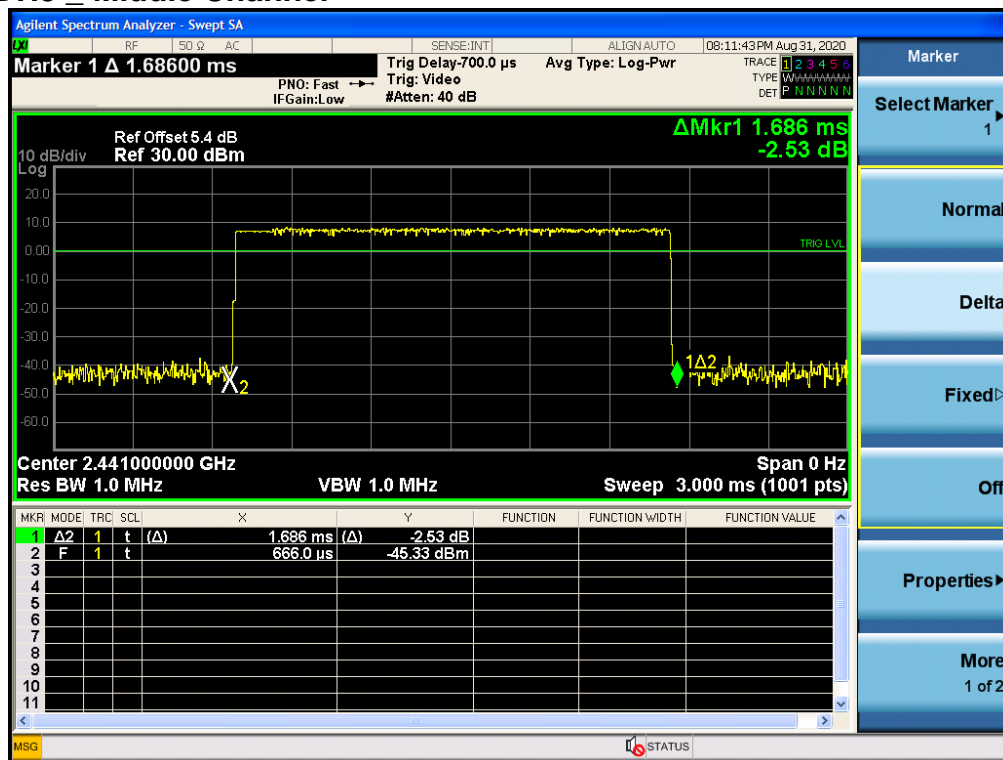 Agilent Spectrum Analyzer - Swept SA
LXI RF 50 Ω AC SENSE:INT ALIGN AUTO 08:11:43 PM Aug 31, 2020
Marker 1 Δ 1.68600 ms
Trig Delay-700.0 µs Avg Type: Log-Pwr TRACE 1 2 3 4 5 6
PNO: Fast Trig: Video TYPE WWWWWWWW
IFGain:Low #Atten: 40 dB DET P N N N N N
ΔMkr1 1.686 ms
-2.53 dB
Ref Offset 5.4 dB
10 dB/div Ref 30.00 dBm
Log
20.0
10.0
0.00
TRIG LVL
-10.0
-20.0
-30.0
-40.0
-50.0
-60.0
2
1Δ2
Center 2.441000000 GHz Span 0 Hz
Res BW 1.0 MHz VBW 1.0 MHz Sweep 3.000 ms (1001 pts)
MKR MODE TRC SCL X Y FUNCTION FUNCTION WIDTH FUNCTION VALUE
1 Δ2 1 t (Δ) 1.686 ms (Δ) -2.53 dB
2 F 1 t 666.0 µs -45.33 dBm
3
4
5
6
7
8
9
10
11
MSG STATUS
Marker
Select Marker
1
Normal
Delta
Fixed
Off
Properties
More
1 of 2